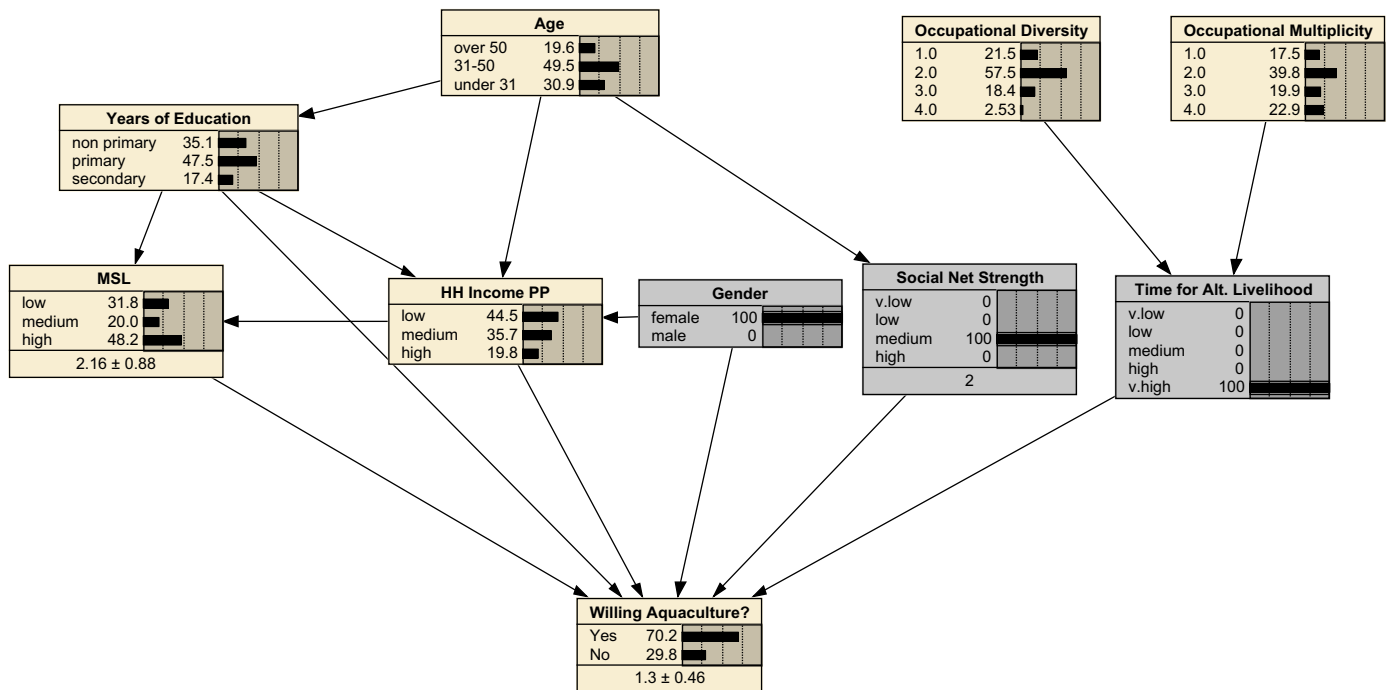 Age
over 50 19.6
31-50 49.5
under 31 30.9
Occupational Diversity
1.0 21.5
2.0 57.5
3.0 18.4
4.0 2.53
Occupational Multiplicity
1.0 17.5
2.0 39.8
3.0 19.9
4.0 22.9
Years of Education
non primary 35.1
primary 47.5
secondary 17.4
MSL
low 31.8
medium 20.0
high 48.2
2.16 ± 0.88
HH Income PP
low 44.5
medium 35.7
high 19.8
Gender
female 100
male 0
Social Net Strength
v.low 0
low 0
medium 100
high 0
2
Time for Alt. Livelihood
v.low 0
low 0
medium 0
high 0
v.high 100
Willing Aquaculture?
Yes 70.2
No 29.8
1.3 ± 0.46